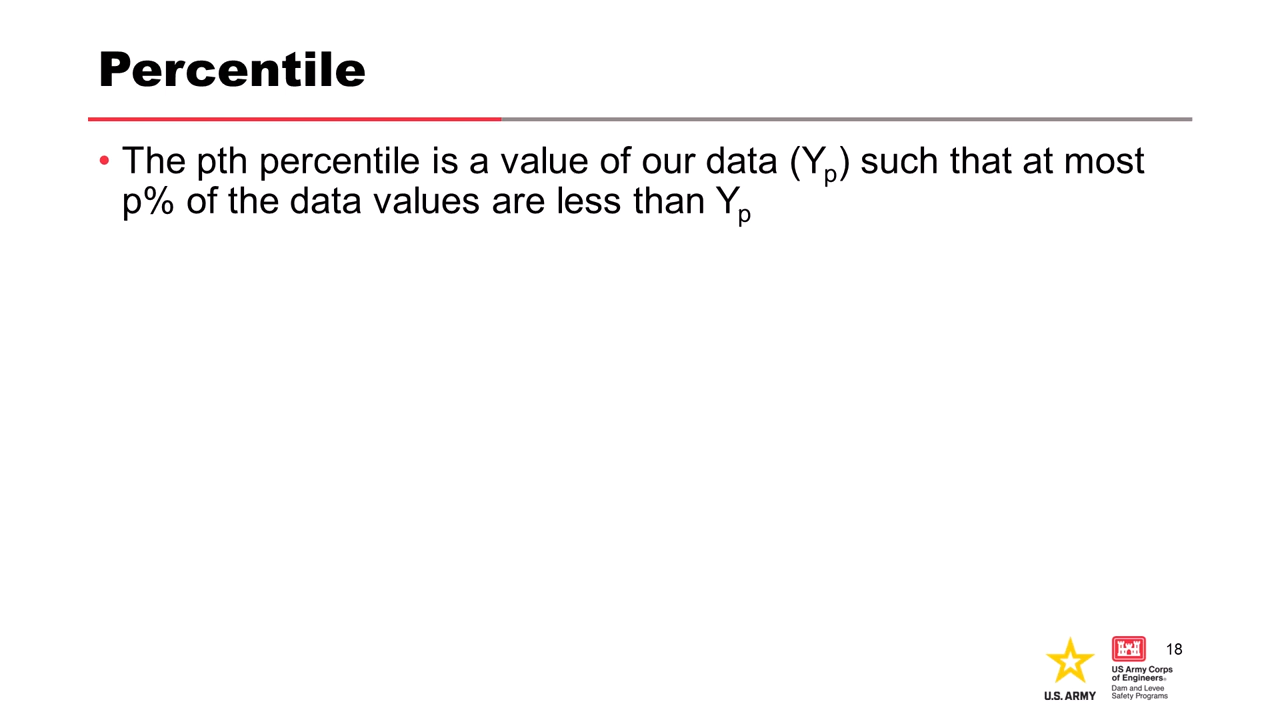 Percentile
• The pth percentile is a value of our data (Yp) such that at most
p% of the data values are less than Yp
18
U.S. ARMY
US Army Corps
of Engineers®
Dam and Levee
Safety Programs